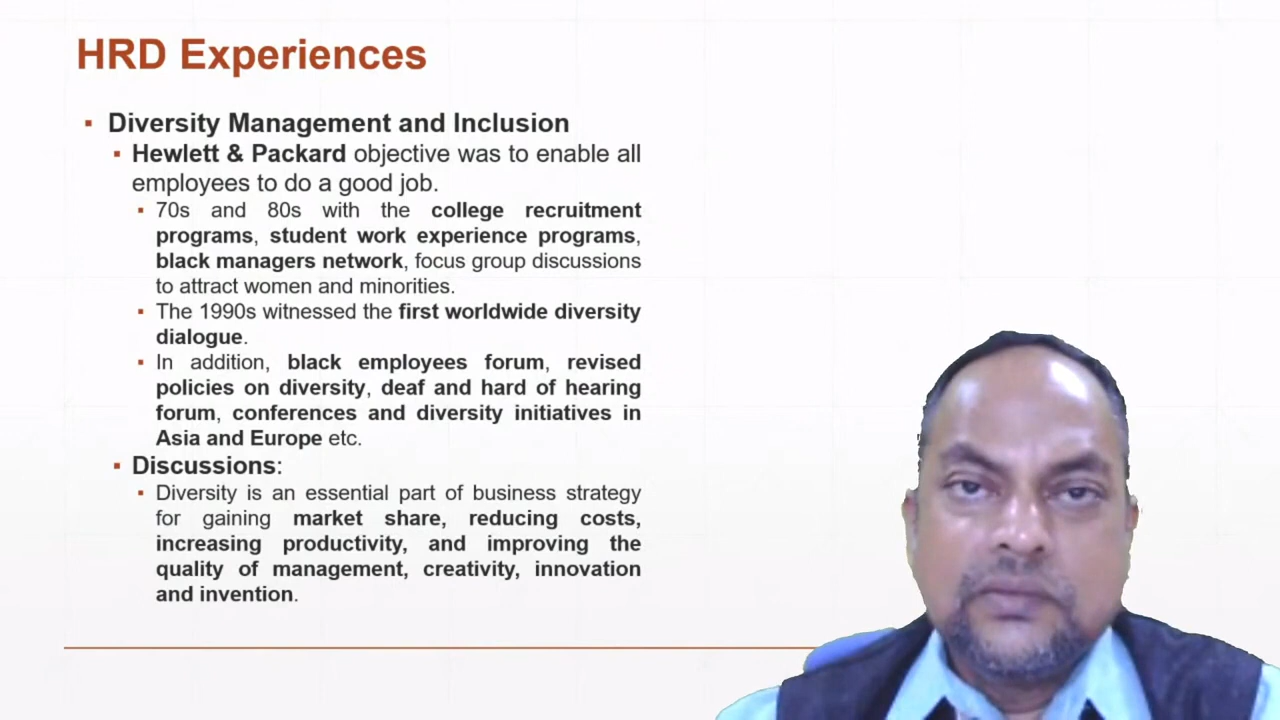 HRD Experiences
▪ Diversity Management and Inclusion
▪ Hewlett & Packard objective was to enable all
employees to do a good job.
▪ 70s and 80s with the college recruitment
programs, student work experience programs,
black managers network, focus group discussions
to attract women and minorities.
▪ The 1990s witnessed the first worldwide diversity
dialogue.
▪ In addition, black employees forum, revised
policies on diversity, deaf and hard of hearing
forum, conferences and diversity initiatives in
Asia and Europe etc.
▪ Discussions:
▪ Diversity is an essential part of business strategy
for gaining market share, reducing costs,
increasing productivity, and improving the
quality of management, creativity, innovation
and invention.